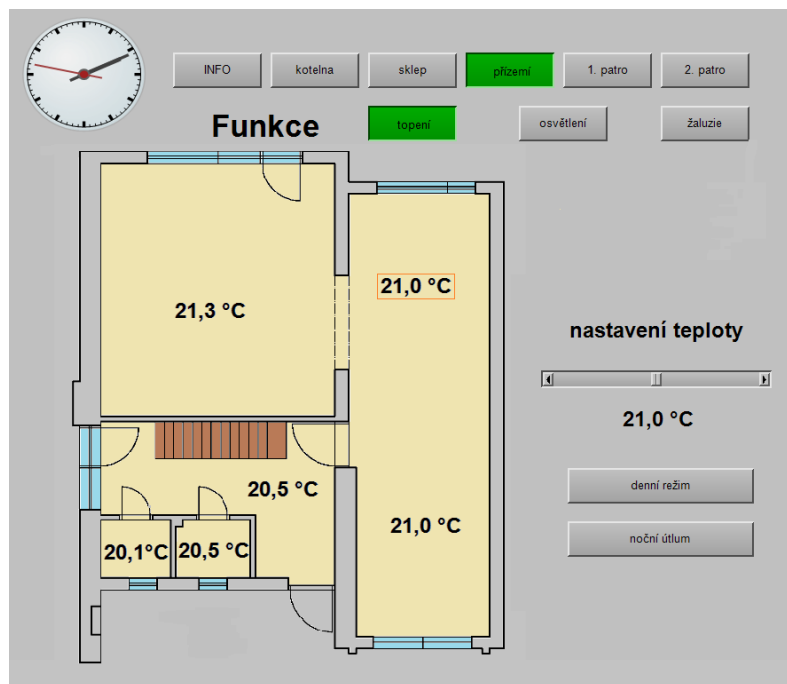 INFO
kotelna
sklep
přízemí
1. patro
2. patro
Funkce
topení
osvětlení
žaluzie
21,0 °C
21,3 °C
nastavení teploty
21,0 °C
20,5 °C
denní režim
21,0 °C
noční útlum
20,1°C
20,5 °C